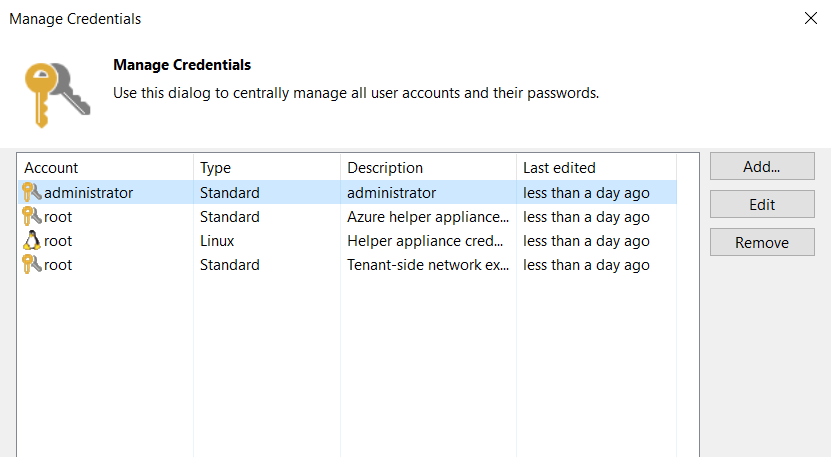 Manage Credentials
Manage Credentials
Use this dialog to centrally manage all user accounts and their passwords.
Account Type Description Last edited
administrator Standard administrator less than a day ago
root Standard Azure helper appliance... less than a day ago
root Linux Helper appliance cred... less than a day ago
root Standard Tenant-side network ex... less than a day ago
Add...
Edit
Remove